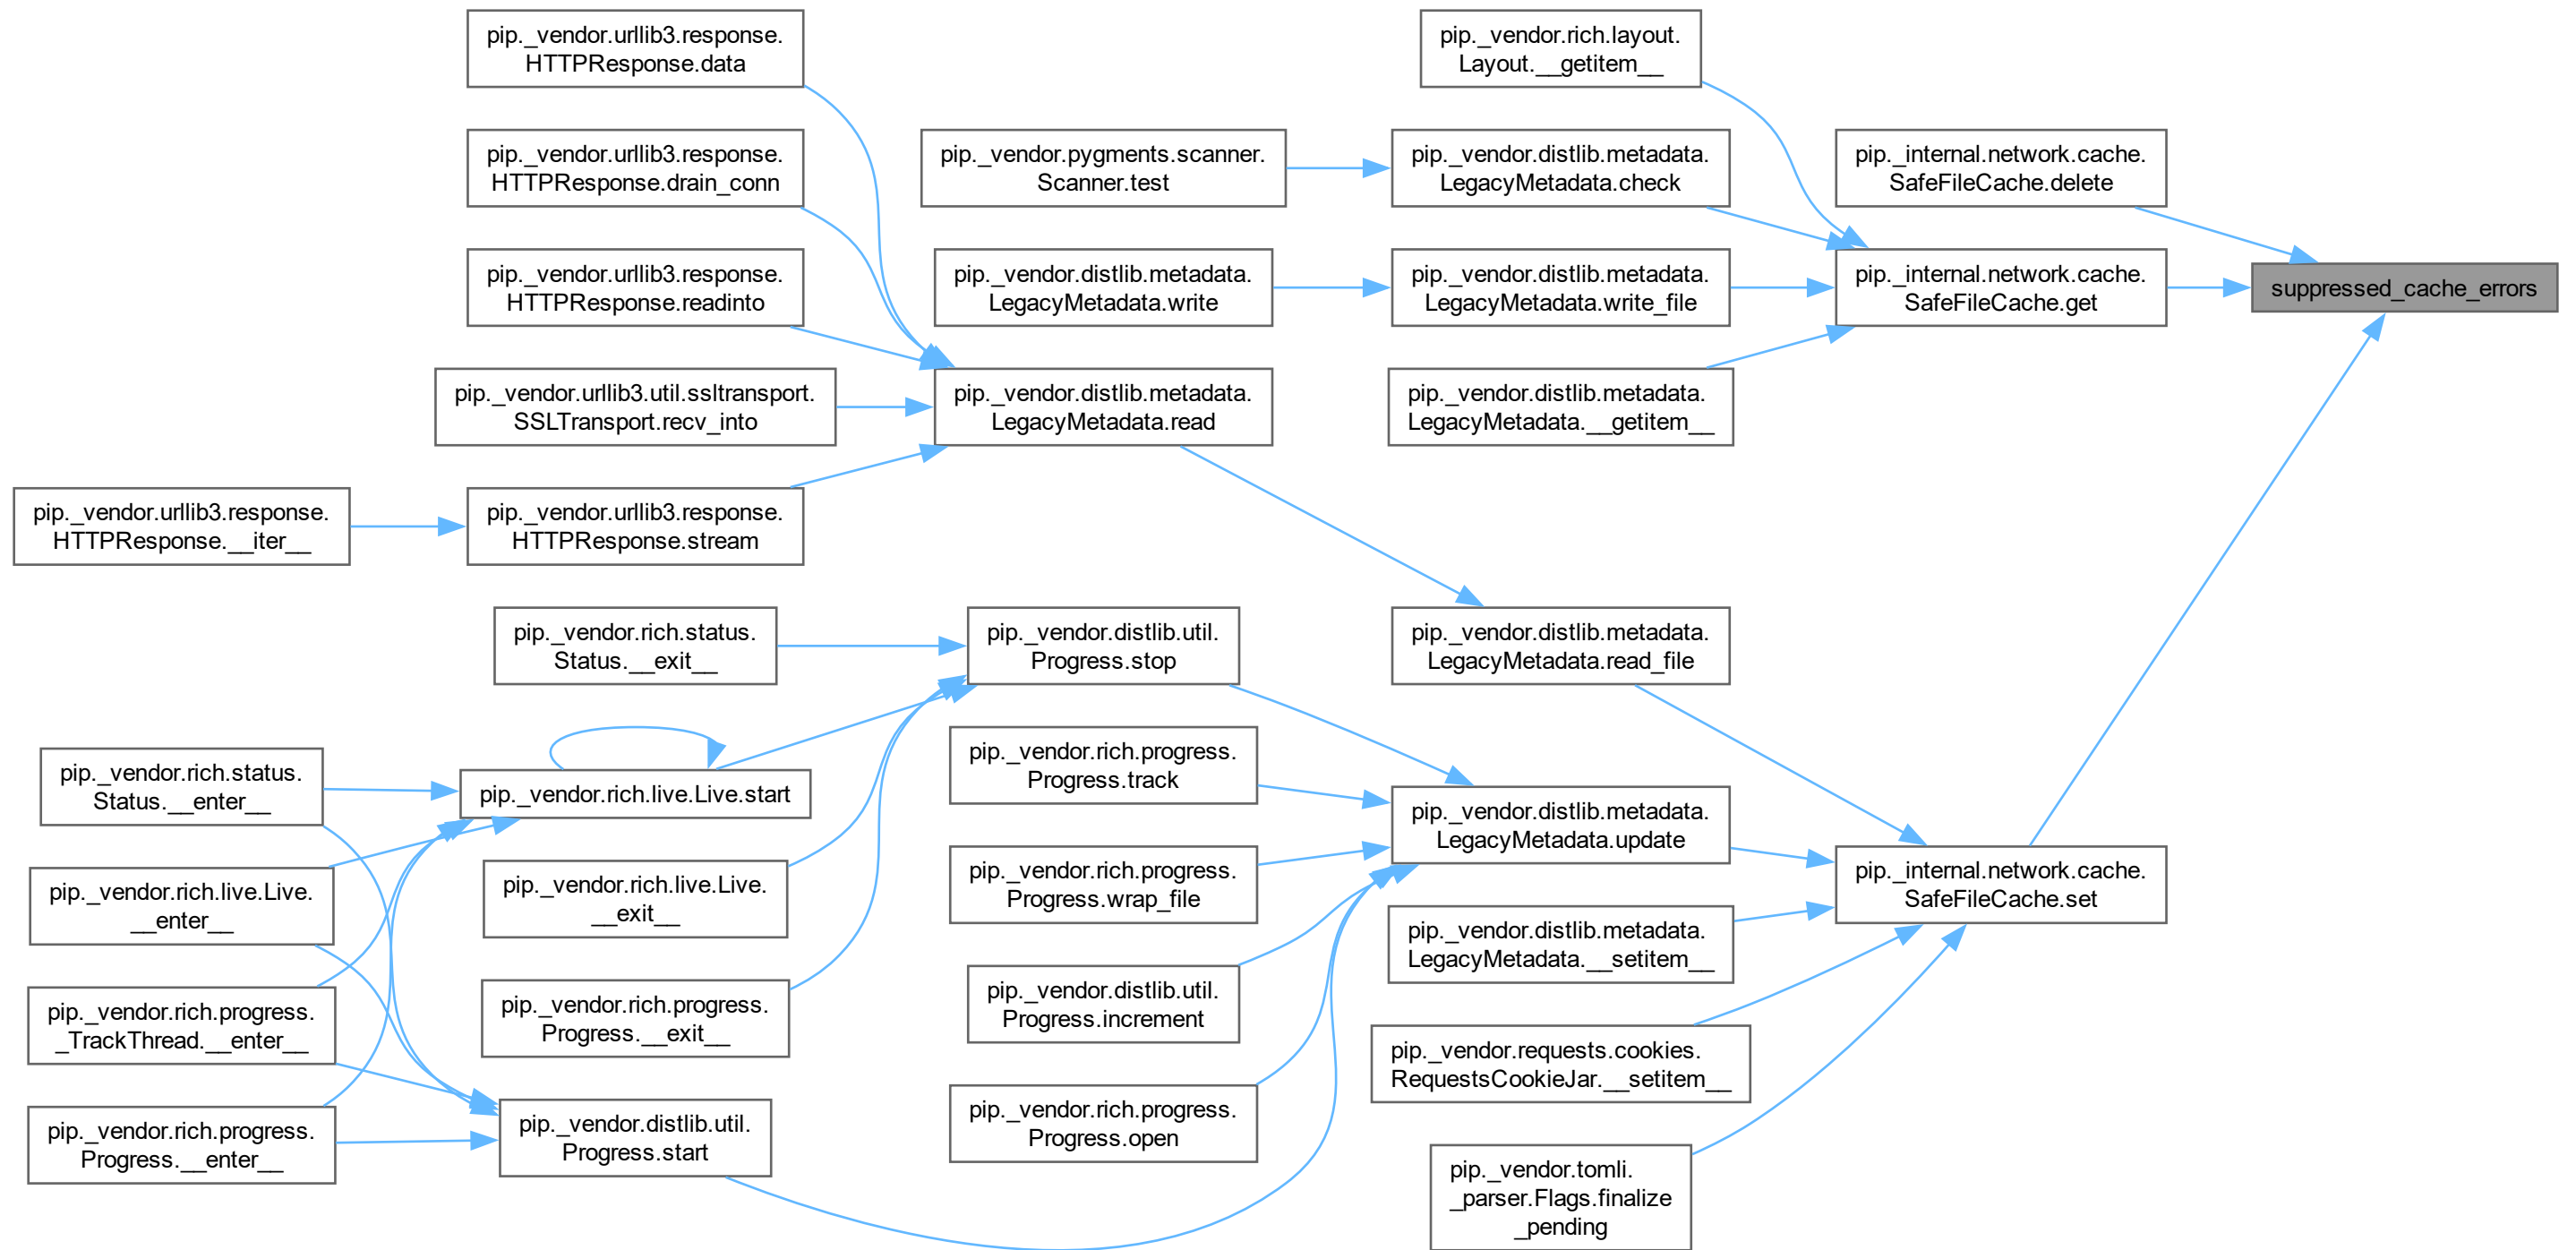 pip._vendor.urllib3.response.
HTTPResponse.data
pip._vendor.rich.layout.
Layout.__getitem__
pip._vendor.urllib3.response.
HTTPResponse.drain_conn
pip._vendor.pygments.scanner.
Scanner.test
pip._vendor.distlib.metadata.
LegacyMetadata.check
pip._internal.network.cache.
SafeFileCache.delete
pip._vendor.urllib3.response.
HTTPResponse.readinto
pip._vendor.distlib.metadata.
LegacyMetadata.write
pip._vendor.distlib.metadata.
LegacyMetadata.write_file
pip._internal.network.cache.
SafeFileCache.get
suppressed_cache_errors
pip._vendor.urllib3.util.ssltransport.
SSLTransport.recv_into
pip._vendor.distlib.metadata.
LegacyMetadata.read
pip._vendor.distlib.metadata.
LegacyMetadata.__getitem__
pip._vendor.urllib3.response.
HTTPResponse.__iter__
pip._vendor.urllib3.response.
HTTPResponse.stream
pip._vendor.rich.status.
Status.__exit__
pip._vendor.distlib.util.
Progress.stop
pip._vendor.distlib.metadata.
LegacyMetadata.read_file
pip._vendor.rich.status.
Status.__enter__
pip._vendor.rich.live.Live.start
pip._vendor.rich.progress.
Progress.track
pip._vendor.distlib.metadata.
LegacyMetadata.update
pip._vendor.rich.live.Live.
__enter__
pip._vendor.rich.live.Live.
__exit__
pip._vendor.rich.progress.
Progress.wrap_file
pip._internal.network.cache.
SafeFileCache.set
pip._vendor.distlib.metadata.
LegacyMetadata.__setitem__
pip._vendor.rich.progress.
_TrackThread.__enter__
pip._vendor.rich.progress.
Progress.__exit__
pip._vendor.distlib.util.
Progress.increment
pip._vendor.requests.cookies.
RequestsCookieJar.__setitem__
pip._vendor.rich.progress.
Progress.__enter__
pip._vendor.distlib.util.
Progress.start
pip._vendor.rich.progress.
Progress.open
pip._vendor.tomli.
_parser.Flags.finalize
_pending